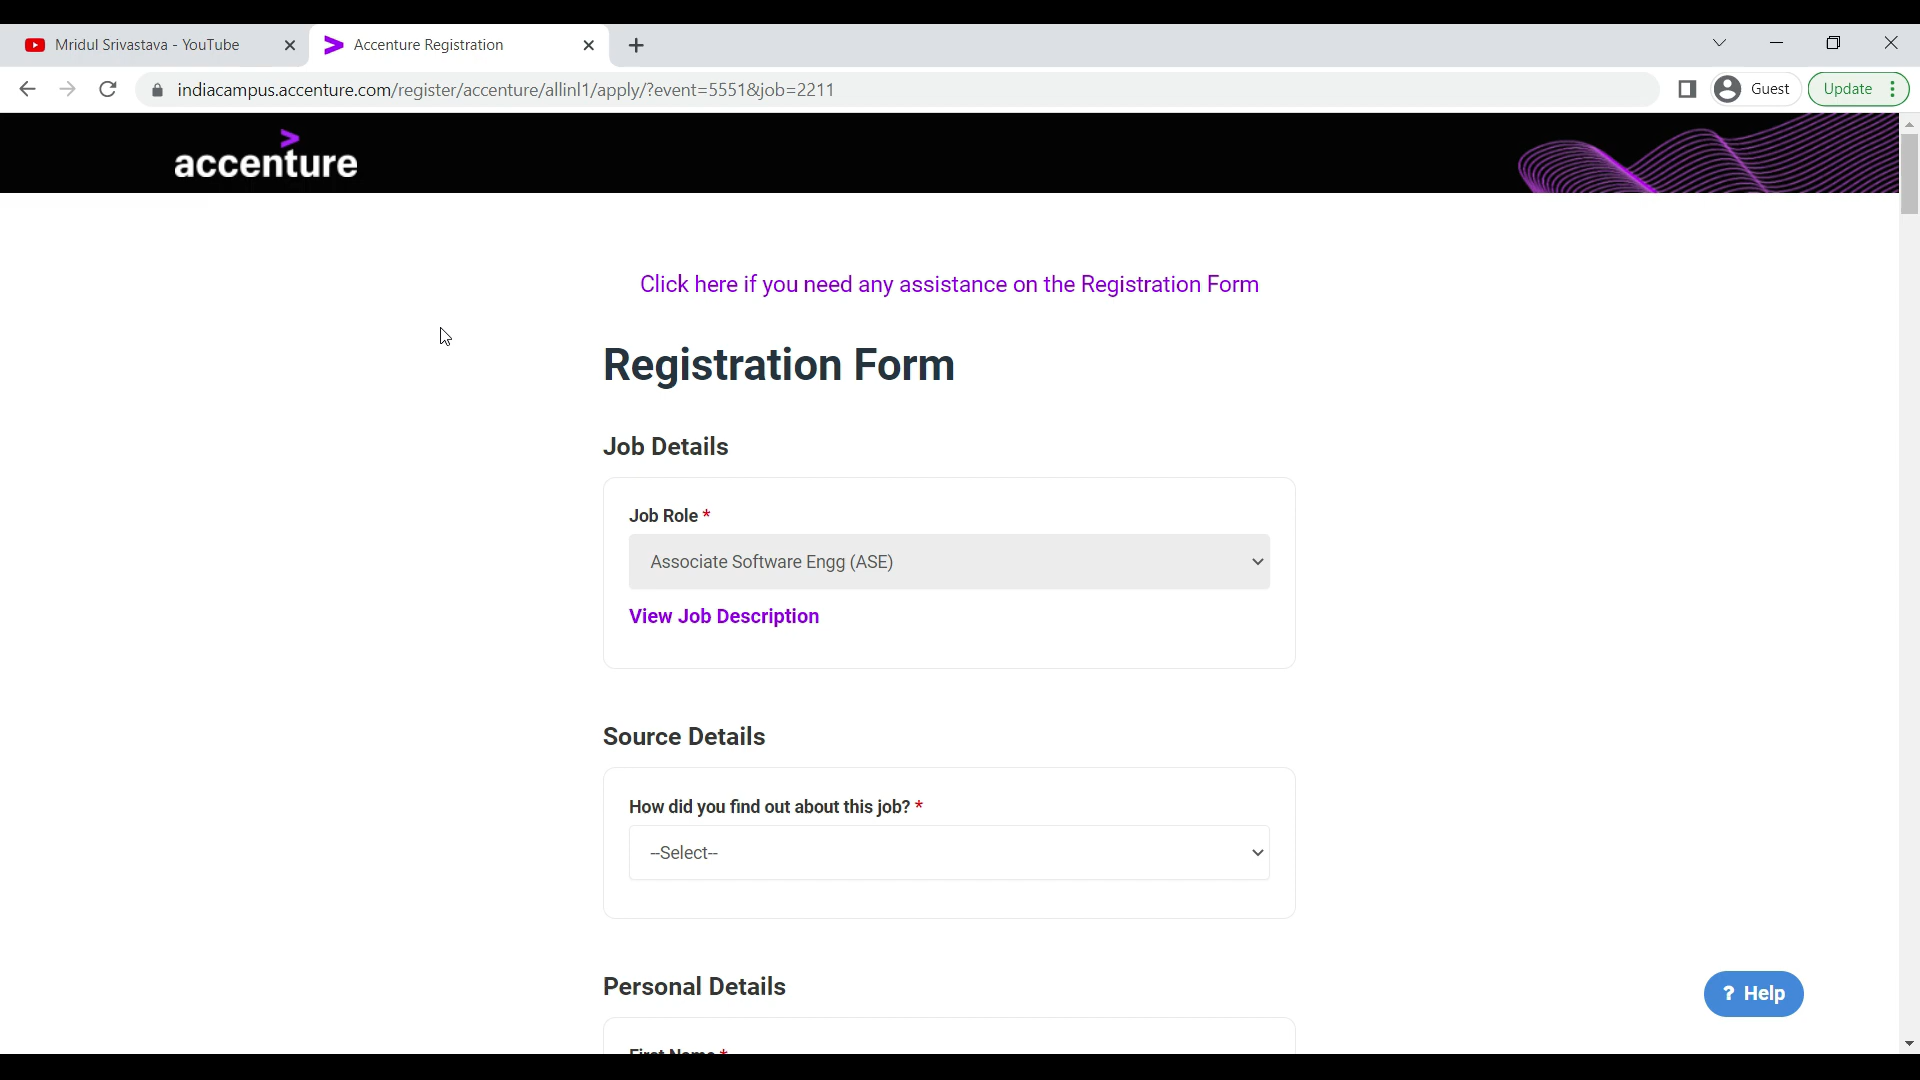 Mridul Srivastava - YouTube
Accenture Registration
indiacampus.accenture.com/register/accenture/allinl1/apply/?event=5551&job=2211
Guest
Update
accenture
Click here if you need any assistance on the Registration Form
Registration Form
Job Details
Job Role *
Associate Software Engg (ASE)
View Job Description
Source Details
How did you find out about this job? *
--Select--
Personal Details
? Help
First Name *